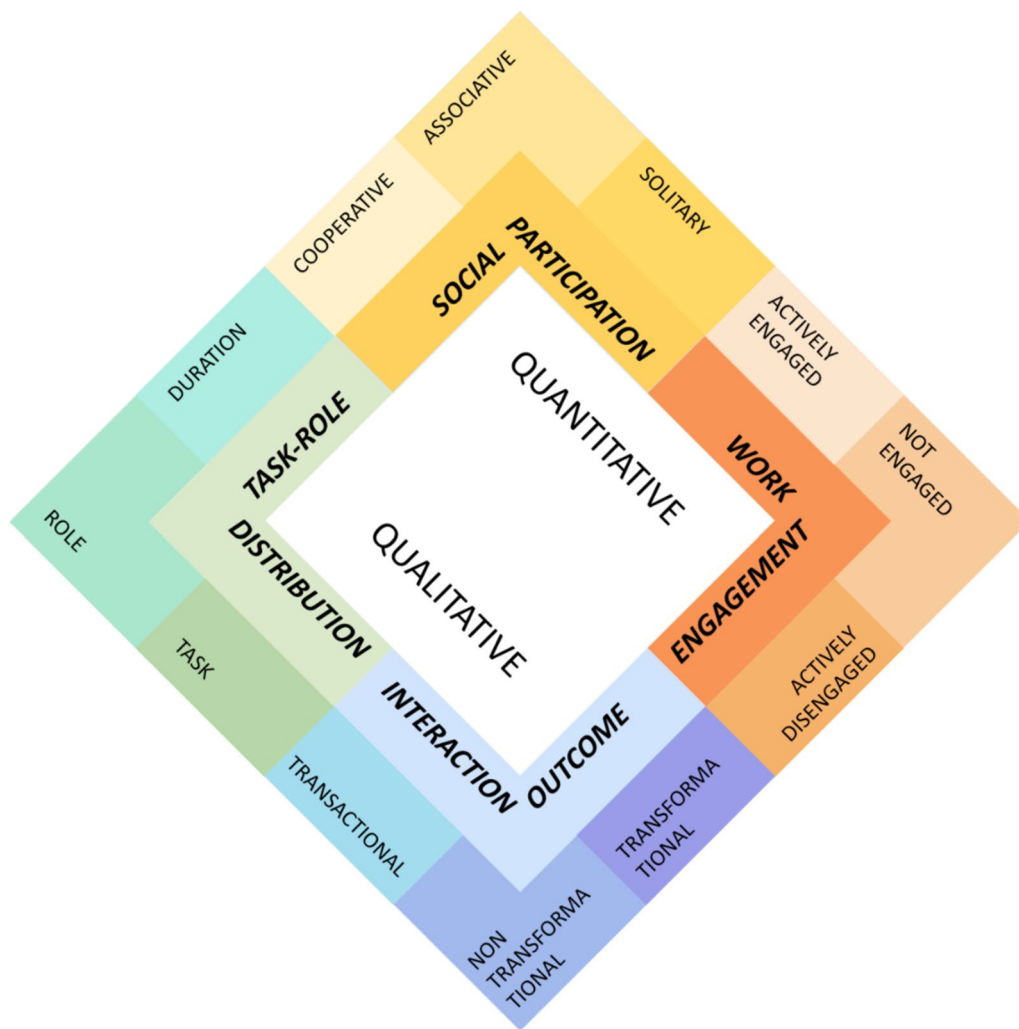 ASSOCIATIVE
COOPERATIVE
SOLITARY
SOCIAL
PARTICIPATION
DURATION
ACTIVELY
ENGAGED
NOT
ENGAGED
TASK-ROLE
DISTRIBUTION
QUANTITATIVE
QUALITATIVE
WORK
ENGAGEMENT
ROLE
TASK
INTERACTION
OUTCOME
ACTIVELY
DISENGAGED
TRANSACTIONAL
TRANSFORMA
TIONAL
NON
TRANSFORMA
TIONAL